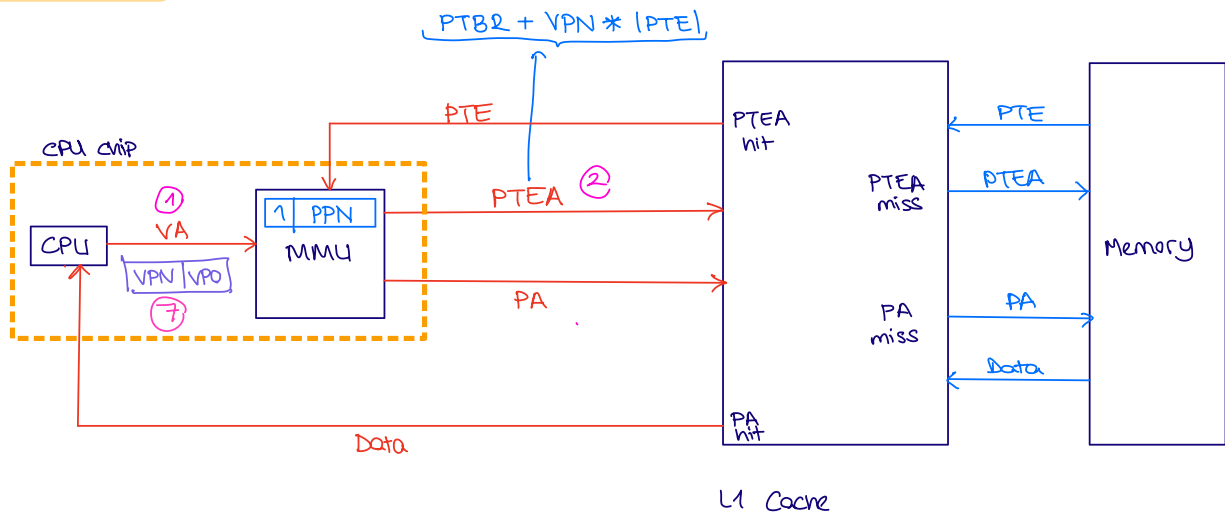 PTBR + VPN * |PTE|
PTE
PTE
PTEA
hit
CPU chip
①
②
PTEA
PTEA
miss
PTEA
VA
1 PPN
CPU
MMU
Memory
VPN VPO
⑦
PA
PA
miss
PA
Data
PA
hit
Data
L1 Cache